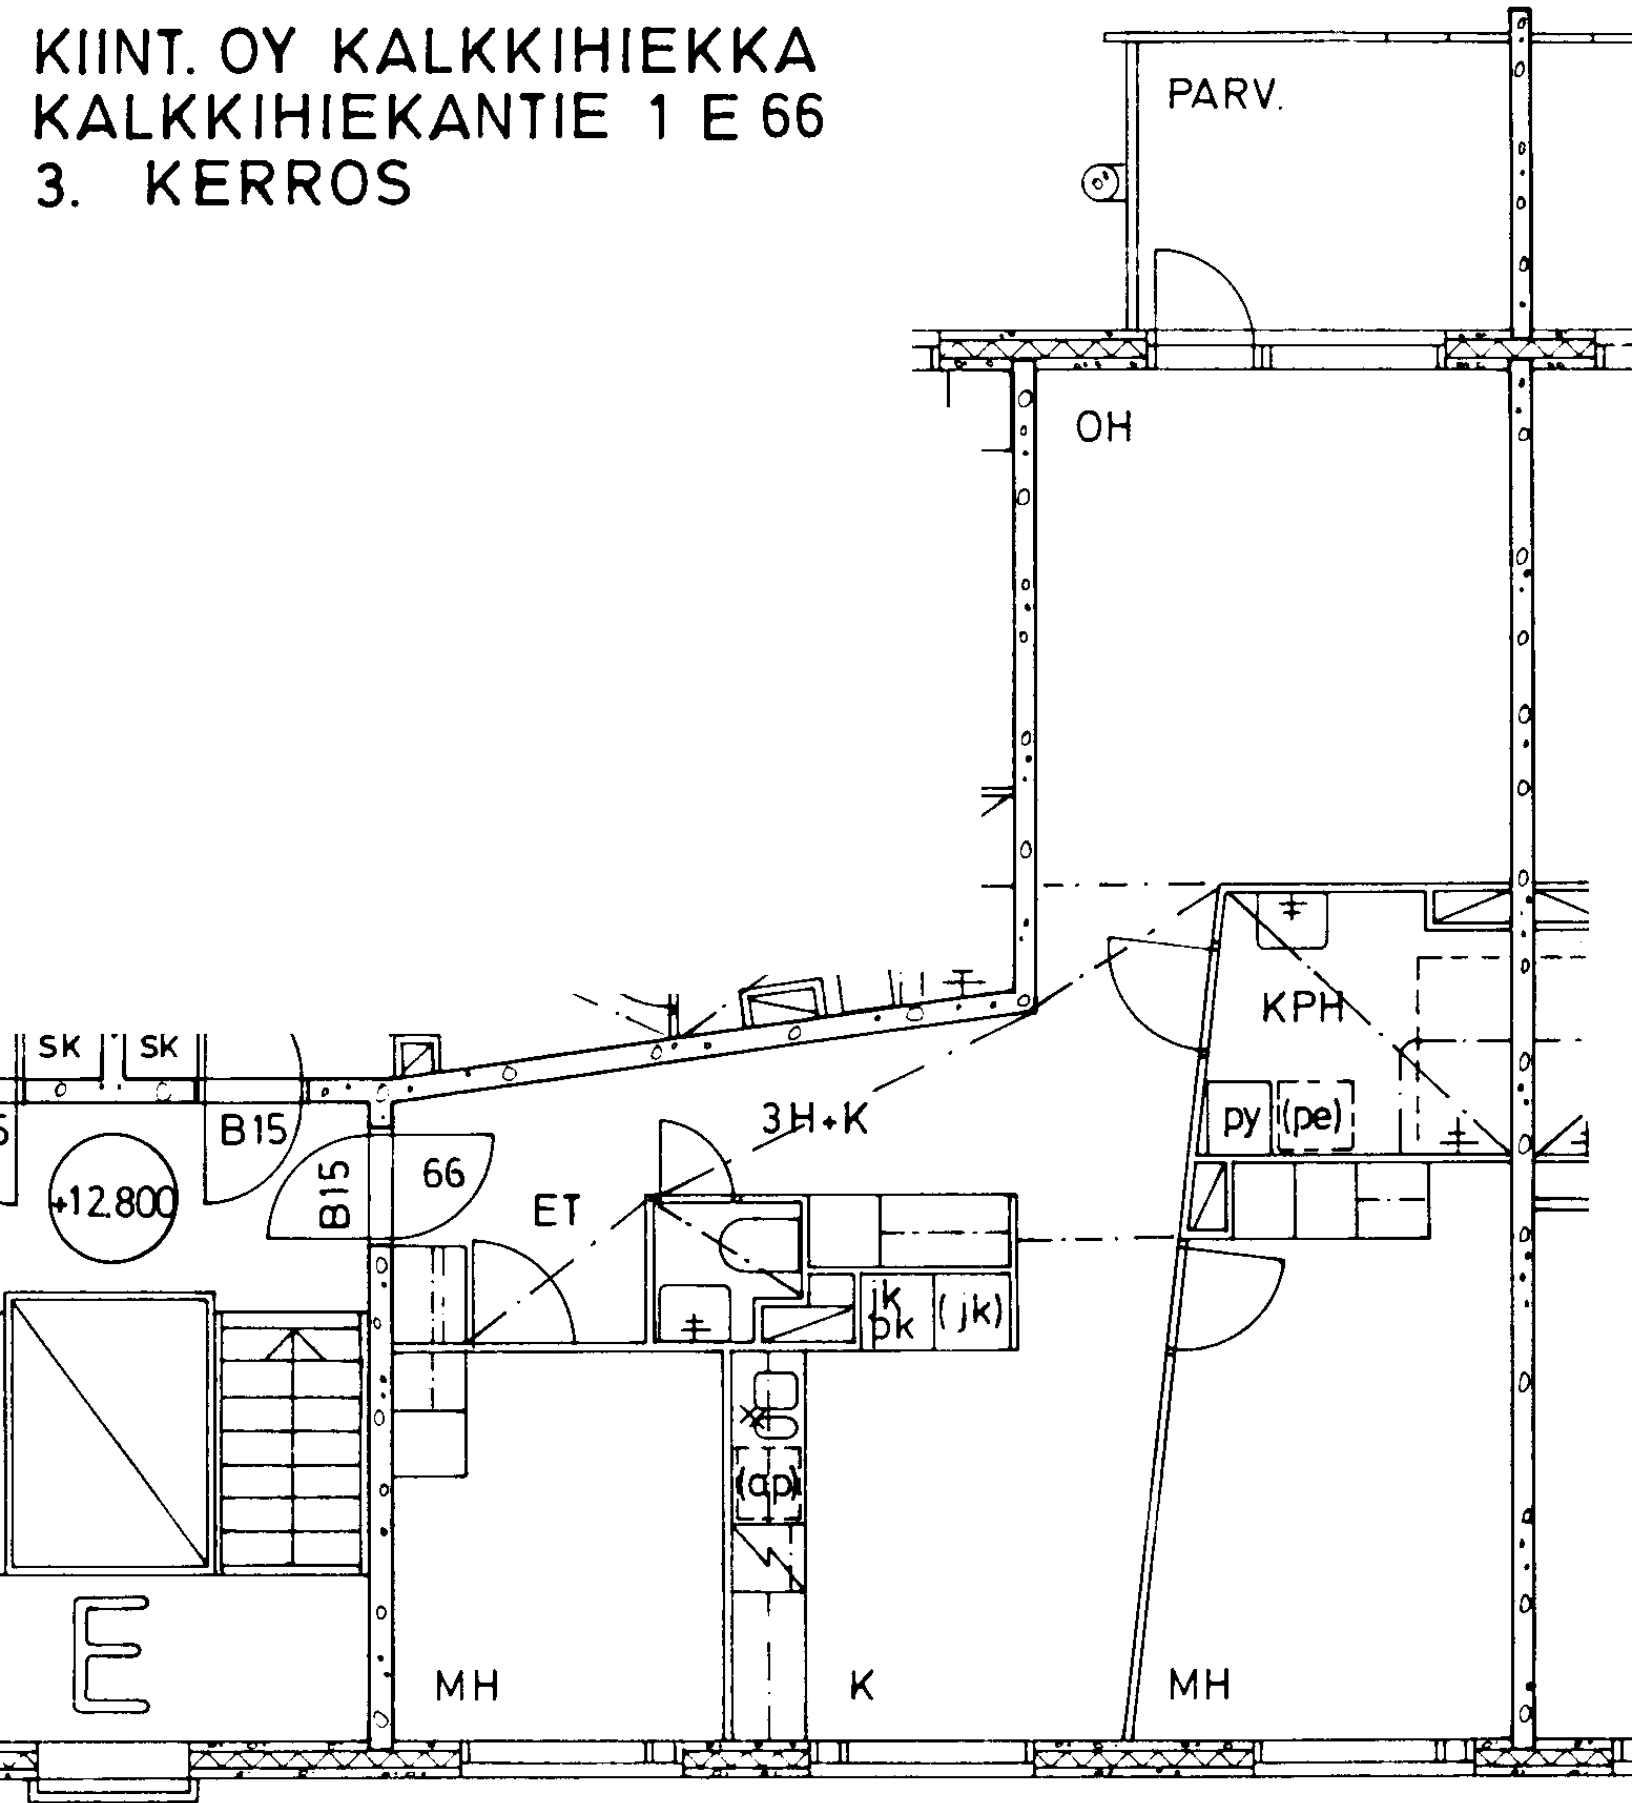 KIINT. OY KALKKIHIEKKA
KALKKIHIEKANTIE 1 E 66
3. KERROS
PARV.
OH
KPH
sk
sk
B15
3H+K
py
(pe)
B15
66
+12.800
ET
jk
pk
(jk)
(ap)
E
MH
K
MH